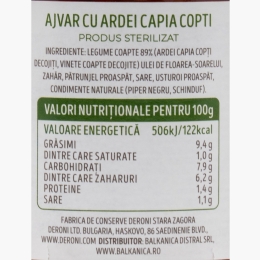 AJVAR CU ARDEI CAPIA COPTI
PRODUS STERILIZAT
INGREDIENTE: LEGUME COAPTE 89% (ARDEI CAPIA COPȚI
DECOJIȚI, VINETE COAPTE DECOJITE) ULEI DE FLOAREA-SOARELUI,
ZAHĂR, PĂTRUNJEL PROASPĂT, SARE, USTUROI PROASPĂT,
CONDIMENTE NATURALE (PIPER NEGRU, SCHINDUF).
VALORI NUTRIȚIONALE PENTRU 100g
VALOARE ENERGETICĂ 506kJ/122kcal
GRĂSIMI 9,4g
DINTRE CARE SATURATE 1,0g
CARBOHIDRAȚI 7,9g
DINTRE CARE ZAHARURI 6,2g
PROTEINE 1,4g
SARE 1,1g
FABRICA DE CONSERVE DERONI STARA ZAGORA
DERONI LTD. BULGARIA, HASKOVO, 86 SAEDINENIE BLVD.,
WWW.DERONI.COM DISTRIBUITOR: BALKANICA DISTRAL SRL,
WWW.BALKANICA.RO